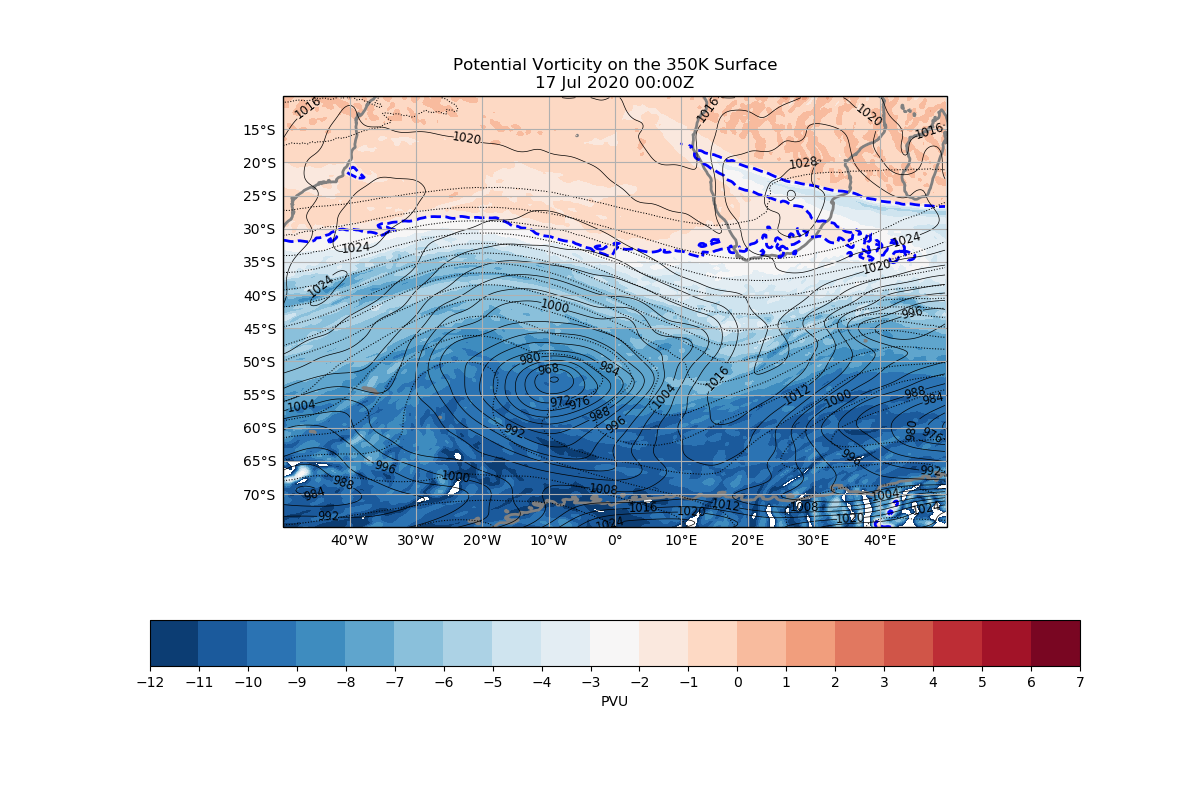 Potential Vorticity on the 350K Surface
17 Jul 2020 00:00Z
1016
1016
1020
1016
15°S
1020
20°S
1028
25°S
30°S
1024
1024
35°S
1020
1024
40°S
1000
996
45°S
980
984
50°S
968
1016
55°S
972
976
1004
1012
1000
988
984
1004
988
996
60°S
992
980
976
996
65°S
996
1000
992
988
1008
70°S
984
1004
1016
1012
1008
1020
1024
992
1024
1020
40°W
30°W
20°W
10°W
0°
10°E
20°E
30°E
40°E
−12
−11
−10
−9
−8
−7
−6
−5
−4
−3
−2
−1
0
1
2
3
4
5
6
7
PVU